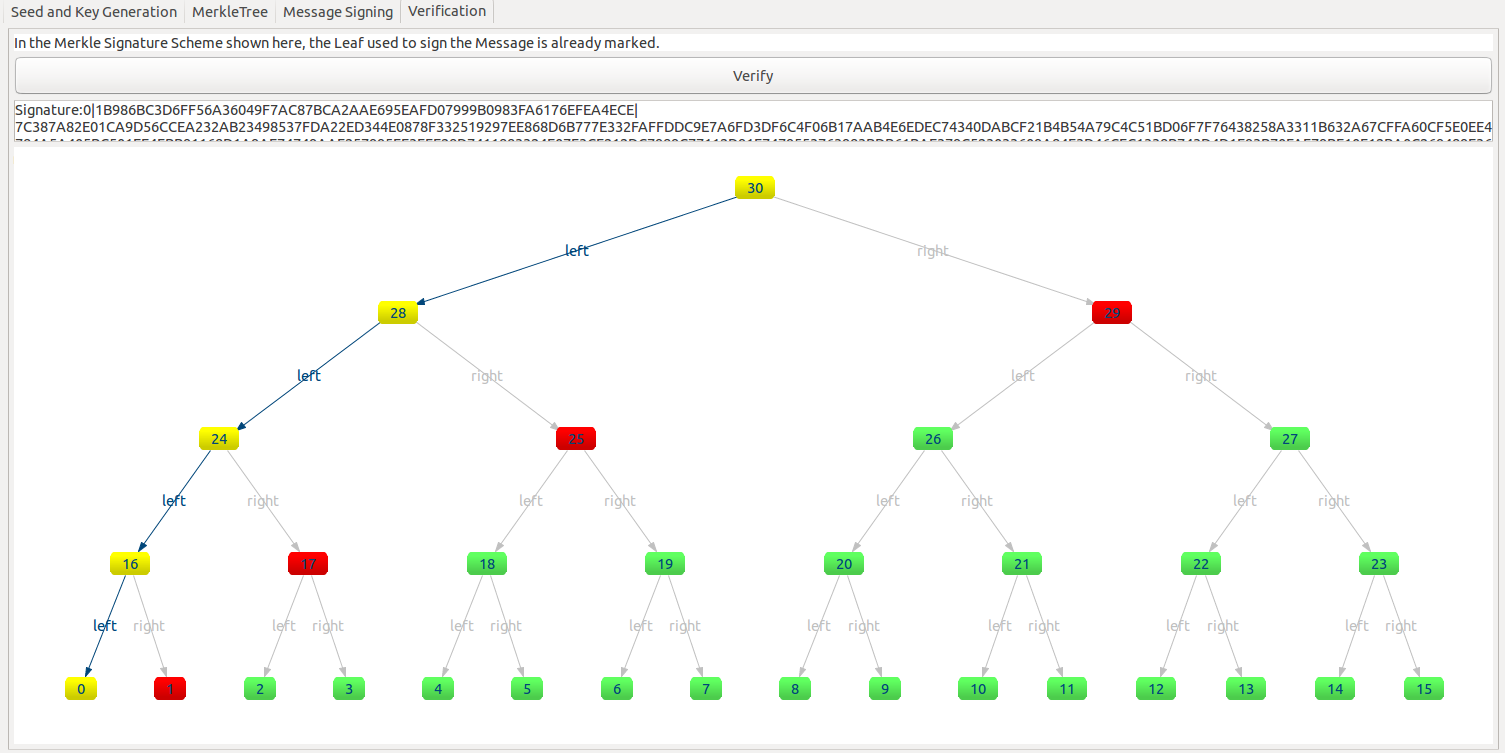 Seed and Key Generation MerkleTree Message Signing Verification
In the Merkle Signature Scheme shown here, the Leaf used to sign the Message is already marked.
Verify
Signature:0|1B986BC3D6FF56A36049F7AC87BCA2AAE695EAFD07999B0983FA6176EFEA4ECE|
7C387A82E01CA9D56CCEA232AB23498537FDA22ED344E0878F332519297EE868D6B777E332FAFFDDC9E7A6FD3DF6C4F06B17AAB4E6EDEC74340DABCF21B4B54A79C4C51BD06F7F76438258A3311B632A67CFFA60CF5E0EE4
30
left right
28 29
left right left right
24 25 26 27
left right left right left right left right
16 17 18 19 20 21 22 23
left right left right left right left right left right left right left right left right
0 1 2 3 4 5 6 7 8 9 10 11 12 13 14 15